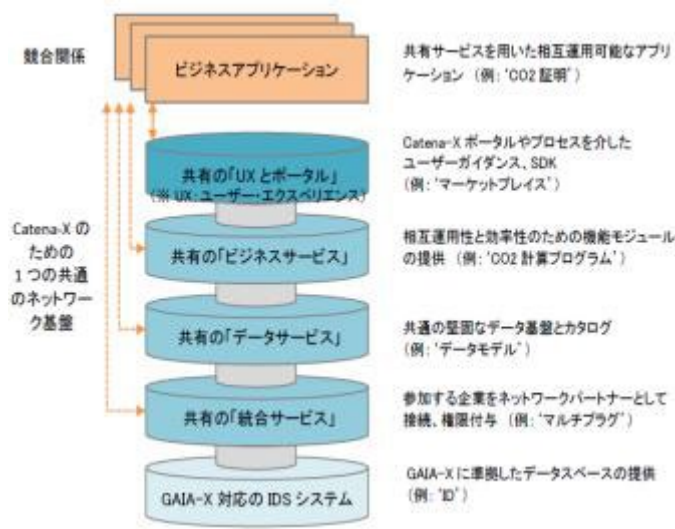 競合関係
ビジネスアプリケーション
共有サービスを用いた相互運用可能なアプリ
ケーション (例: 'CO2 証明')
共有の「UX とポータル」
(※ UX: ユーザー・エクスペリエンス)
Catena-X ポータルやプロセスを介した
ユーザーガイダンス、SDK
(例: 'マーケットプレイス')
Catena-X の
ための
1つの共通
のネットワー
ク基盤
共有の「ビジネスサービス」
相互運用性と効率性のための機能モジュール
の提供 (例: 'CO2 計算プログラム')
共有の「データサービス」
共通の堅固なデータ基盤とカタログ
(例: 'データモデル')
共有の「統合サービス」
参加する企業をネットワークパートナーとして
接続、権限付与 (例: 'マルチプラグ')
GAIA-X 対応の IDS システム
GAIA-X に準拠したデータスペースの提供
(例: 'ID')